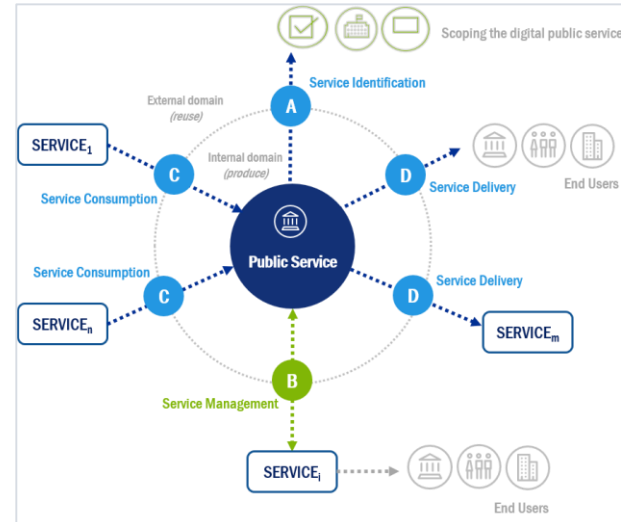 Scoping the digital public service
Service Identification
A
External domain
(reuse)
SERVICE1
Internal domain
(produce)
C
D
Service Consumption
Service Delivery
End Users
Public Service
Service Consumption
Service Delivery
C
D
SERVICEn
SERVICEm
B
Service Management
SERVICEi
End Users